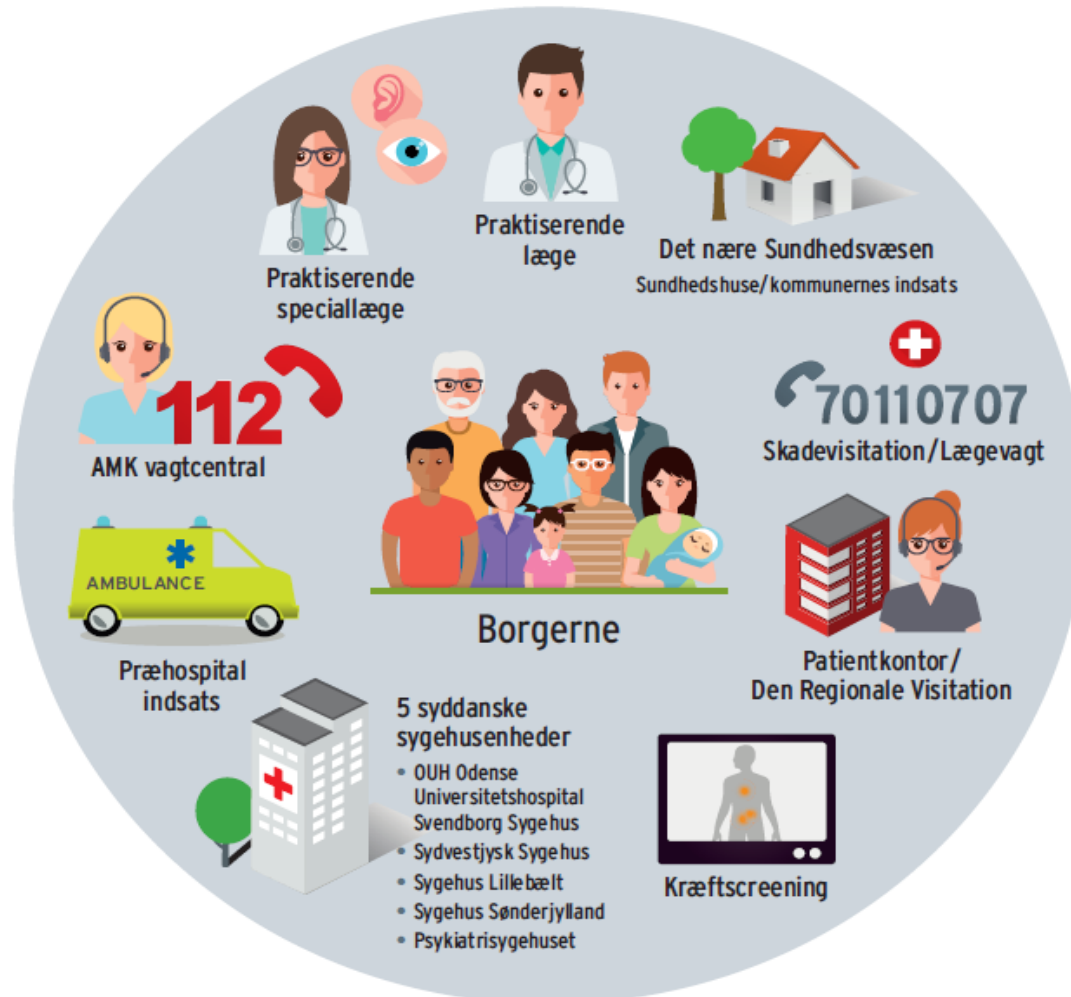 Praktiserende
læge
Praktiserende
speciallæge
Det nære Sundhedsvæsen
Sundhedshuse/kommunernes indsats
112
AMK vagtcentral
70110707
Skadevisitation/Lægevagt
AMBULANCE
Præhospital
indsats
Borgerne
Patientkontor/
Den Regionale Visitation
5 syddanske
sygehusenheder
• OUH Odense
Universitetshospital
Svendborg Sygehus
• Sydvestjysk Sygehus
• Sygehus Lillebælt
• Sygehus Sønderjylland
• Psykiatrisygehuset
Kræftscreening